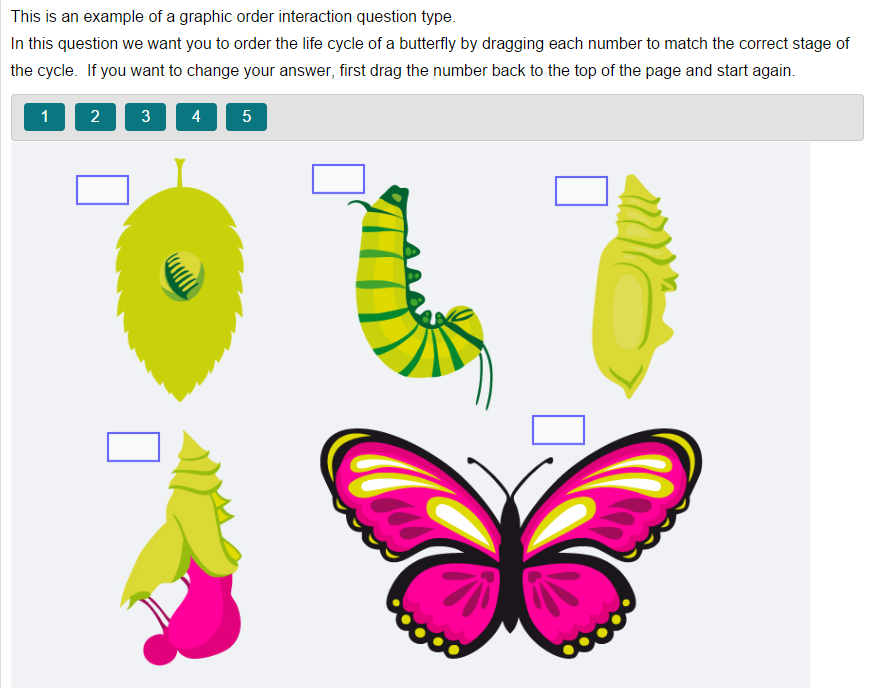 This is an example of a graphic order interaction question type.
In this question we want you to order the life cycle of a butterfly by dragging each number to match the correct stage of
the cycle.  If you want to change your answer, first drag the number back to the top of the page and start again.
1 2 3 4 5